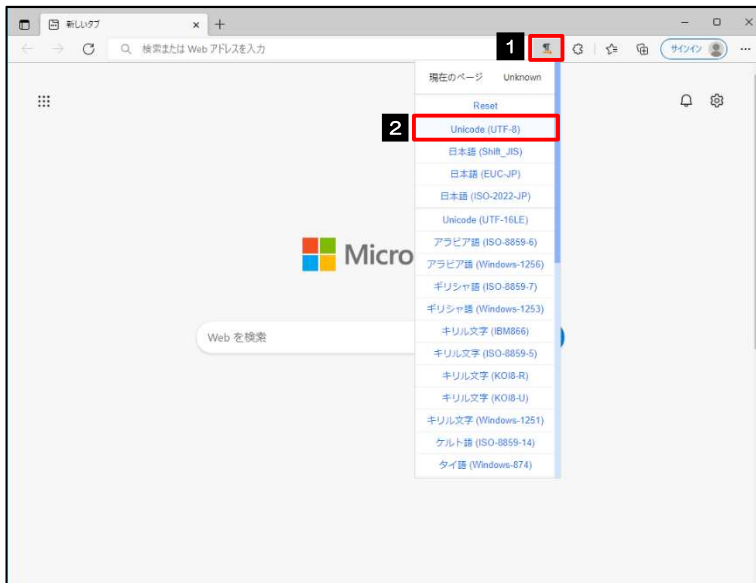 新しいタブ
検索または Web アドレスを入力
1
サインイン
現在のページ Unknown
Reset
2
Unicode (UTF-8)
日本語 (Shift_JIS)
日本語 (EUC-JP)
日本語 (ISO-2022-JP)
Unicode (UTF-16LE)
アラビア語 (ISO-8859-6)
アラビア語 (Windows-1256)
ギリシャ語 (ISO-8859-7)
ギリシャ語 (Windows-1253)
キリル文字 (IBM866)
キリル文字 (ISO-8859-5)
キリル文字 (KOI8-R)
キリル文字 (KOI8-U)
キリル文字 (Windows-1251)
ケルト語 (ISO-8859-14)
タイ語 (Windows-874)
Micro
Web を検索